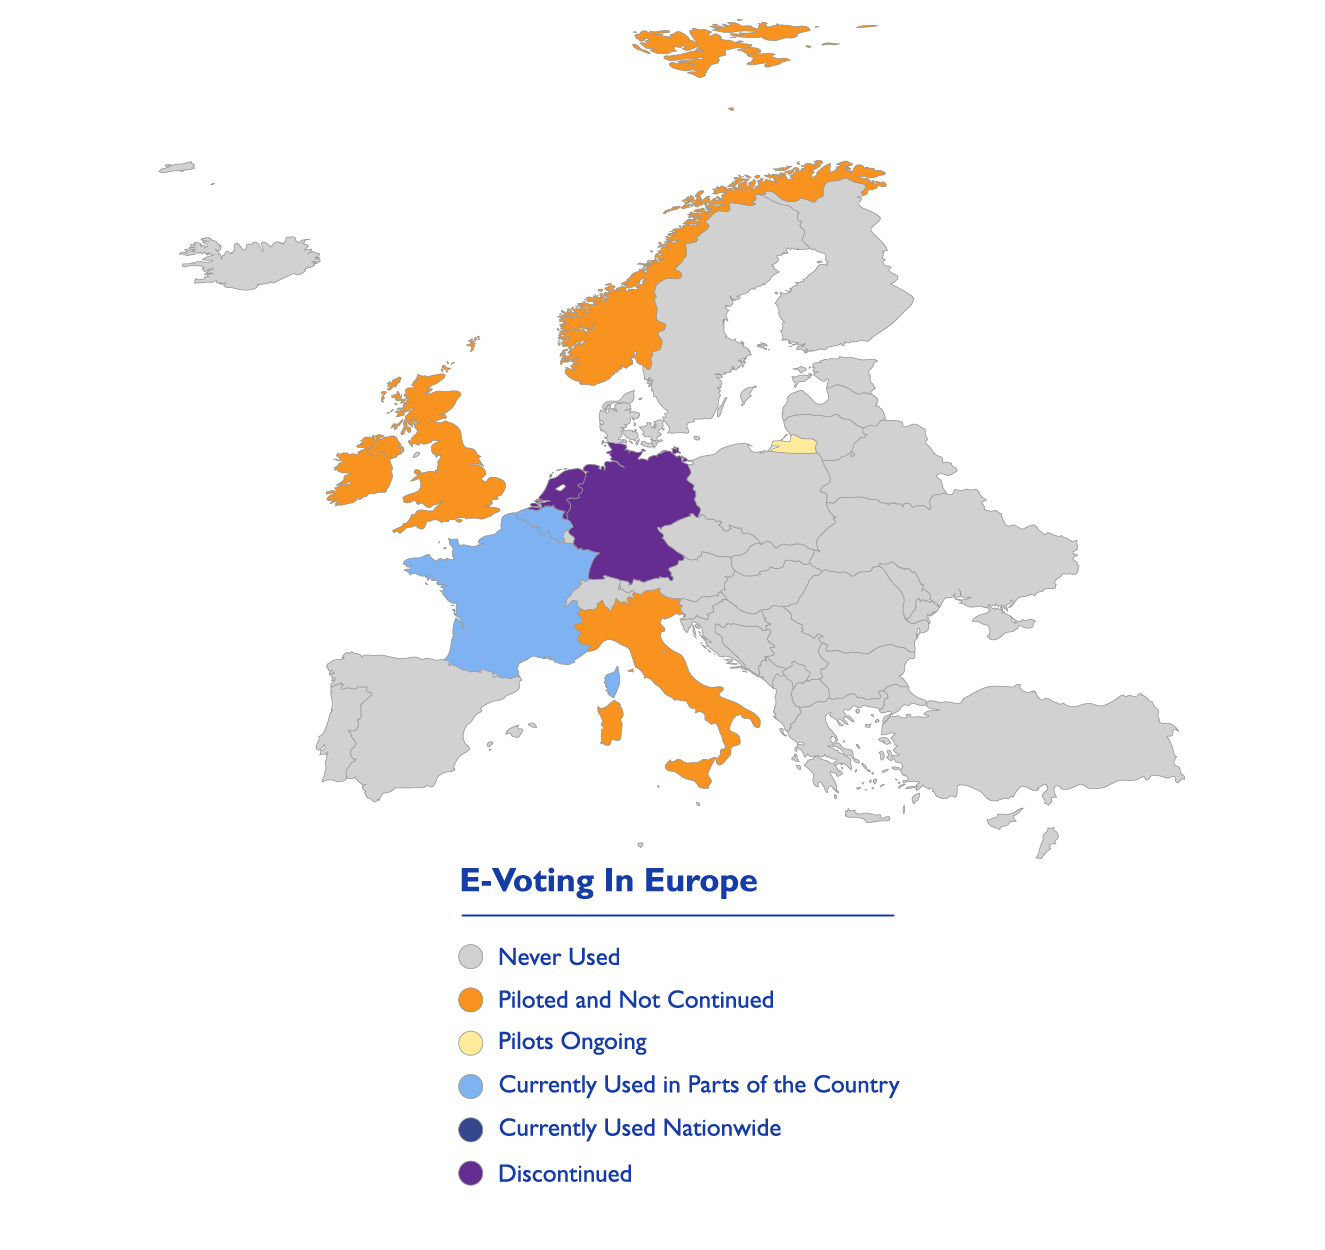 E-Voting In Europe
Never Used
Piloted and Not Continued
Pilots Ongoing
Currently Used in Parts of the Country
Currently Used Nationwide
Discontinued